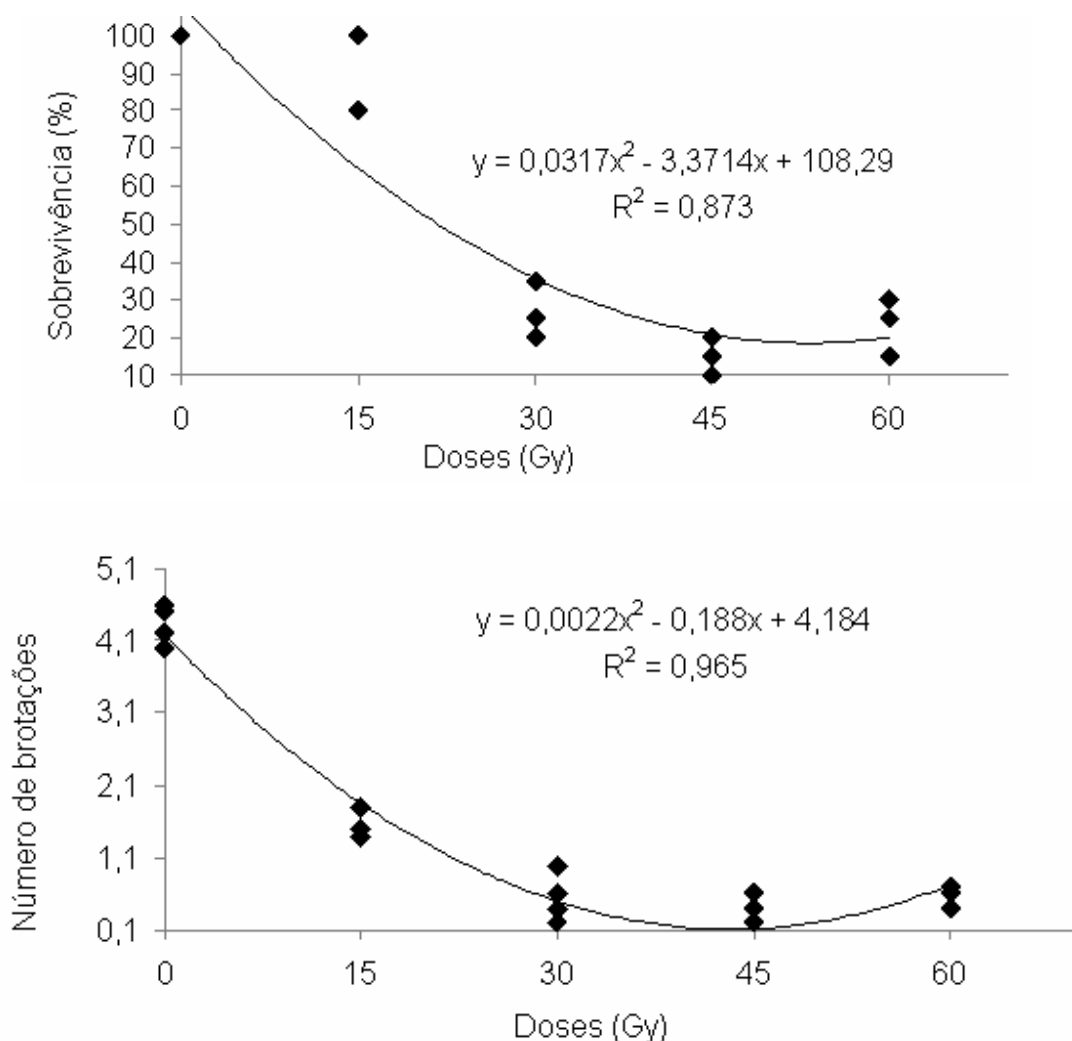 100
90
80
70
60
50
40
30
20
10
Sobrevivência (%)
y = 0,0317x² - 3,3714x + 108,29
R² = 0,873
0 15 30 45 60
Doses (Gy)
5,1
4,1
3,1
2,1
1,1
0,1
Número de brotações
y = 0,0022x² - 0,188x + 4,184
R² = 0,965
0 15 30 45 60
Doses (Gy)